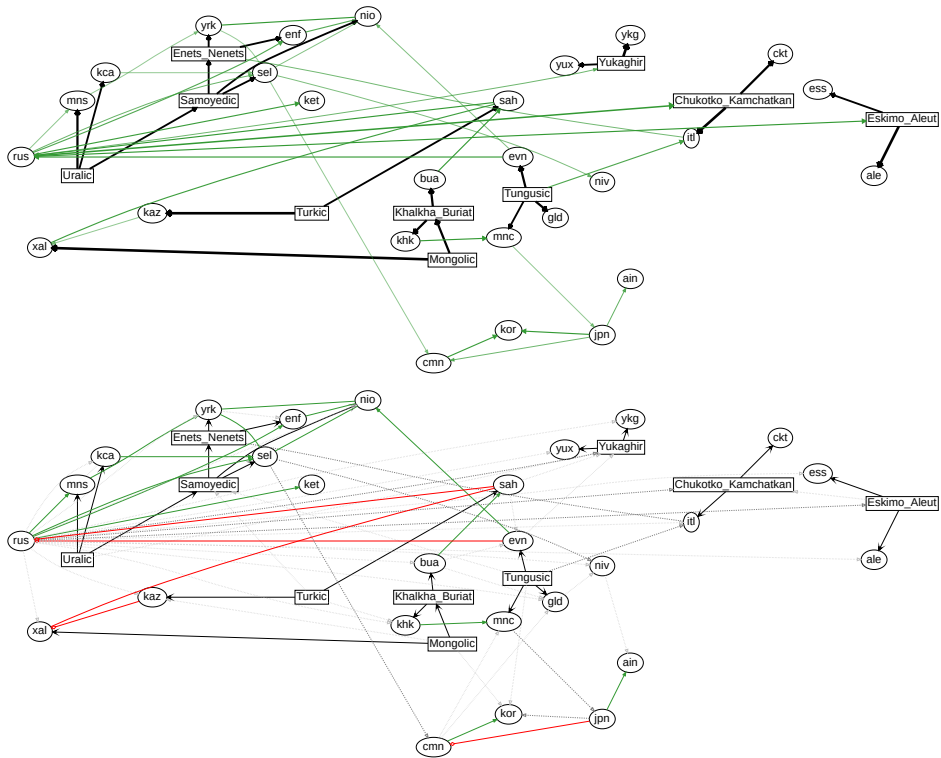 nio
yrk
enf
ykg
Enets_Nenets
ckt
yux
Yukaghir
kca
sel
ess
mns
Samoyedic
ket
sah
Chukotko_Kamchatkan
Eskimo_Aleut
itl
rus
evn
Uralic
bua
niv
ale
Tungusic
kaz
Turkic
Khalkha_Buriat
gld
xal
khk
mnc
Mongolic
ain
kor
jpn
cmn
nio
yrk
enf
ykg
Enets_Nenets
ckt
yux
Yukaghir
kca
sel
ess
mns
Samoyedic
ket
sah
Chukotko_Kamchatkan
Eskimo_Aleut
itl
rus
evn
Uralic
bua
niv
ale
Tungusic
kaz
Turkic
Khalkha_Buriat
gld
xal
khk
mnc
Mongolic
ain
kor
jpn
cmn